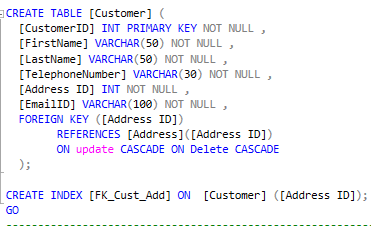 CREATE TABLE [Customer] (
[CustomerID] INT PRIMARY KEY NOT NULL ,
[FirstName] VARCHAR(50) NOT NULL ,
[LastName] VARCHAR(50) NOT NULL ,
[TelephoneNumber] VARCHAR(30) NOT NULL ,
[Address ID] INT NOT NULL ,
[EmailID] VARCHAR(100) NOT NULL ,
FOREIGN KEY ([Address ID])
REFERENCES [Address]([Address ID])
ON update CASCADE ON Delete CASCADE
);
CREATE INDEX [FK_Cust_Add] ON  [Customer] ([Address ID]);
GO